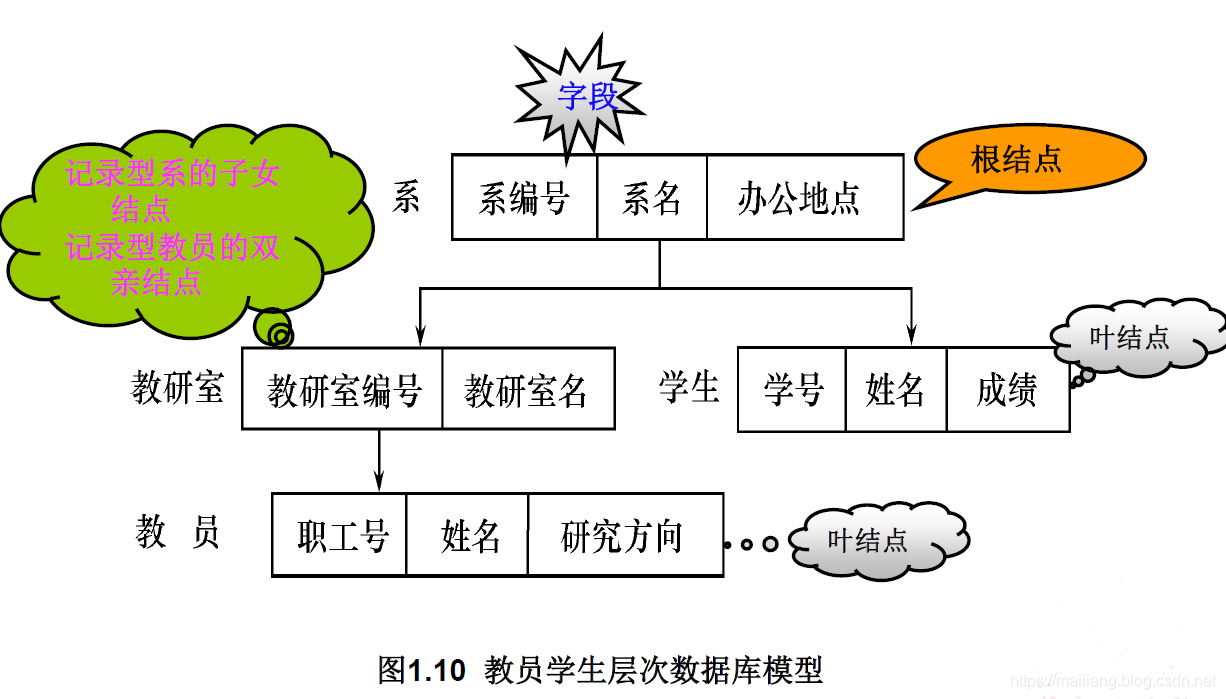 字段
记录型系的子女
结点
记录型教员的双
亲结点
根结点
系 系编号 系名 办公地点
叶结点
教研室 教研室编号 教研室名 学生 学号 姓名 成绩
教 员 职工号 姓名 研究方向 叶结点
图1.10 教员学生层次数据库模型
https://mailiang.blog.csdn.net